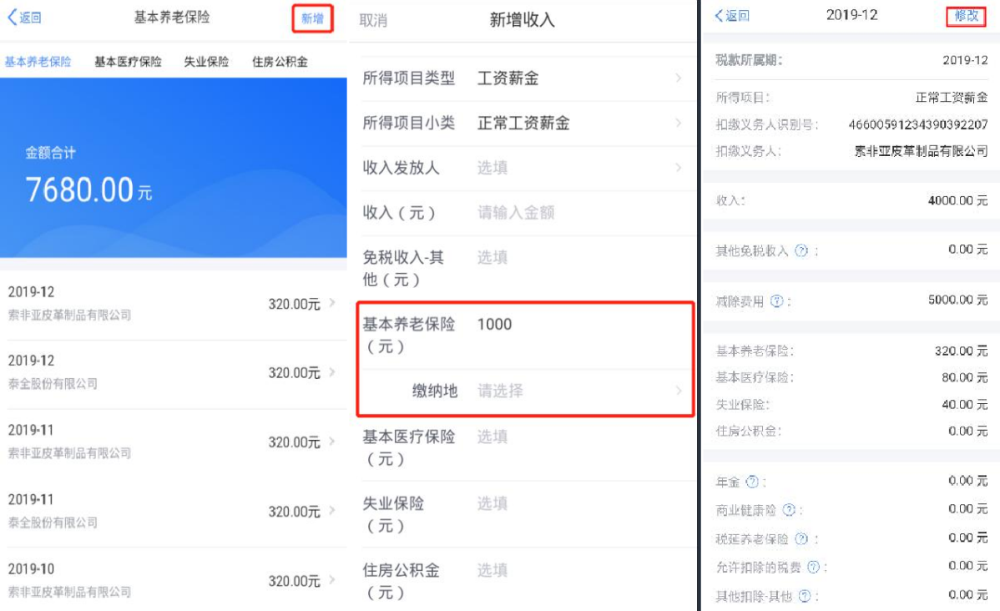 返回
基本养老保险
新增
基本养老保险 基本医疗保险 失业保险 住房公积金
金额合计
7680.00元
2019-12
索非亚皮革制品有限公司
320.00元
2019-12
泰全股份有限公司
320.00元
2019-11
索非亚皮革制品有限公司
320.00元
2019-11
泰全股份有限公司
320.00元
2019-10
索非亚皮革制品有限公司
320.00元
取消
新增收入
所得项目类型 工资薪金
所得项目小类 正常工资薪金
收入发放人 选填
收入（元） 请输入金额
免税收入-其 选填
他（元）
基本养老保险 1000
（元）
缴纳地 请选择
基本医疗保险 选填
（元）
失业保险 选填
（元）
住房公积金 选填
（元）
返回
2019-12
修改
税款所属期： 2019-12
所得项目： 正常工资薪金
扣缴义务人识别号： 46600591234390392207
扣缴义务人： 索非亚皮革制品有限公司
收入： 4000.00 元
其他免税收入 ？： 0.00 元
减除费用 ？： 5000.00 元
基本养老保险： 320.00 元
基本医疗保险： 80.00 元
失业保险： 40.00 元
住房公积金： 0.00 元
年金 ？： 0.00 元
商业健康险 ？： 0.00 元
税延养老保险 ？： 0.00 元
允许扣除的税费 ？： 0.00 元
其他扣除-其他 ？： 0.00 元